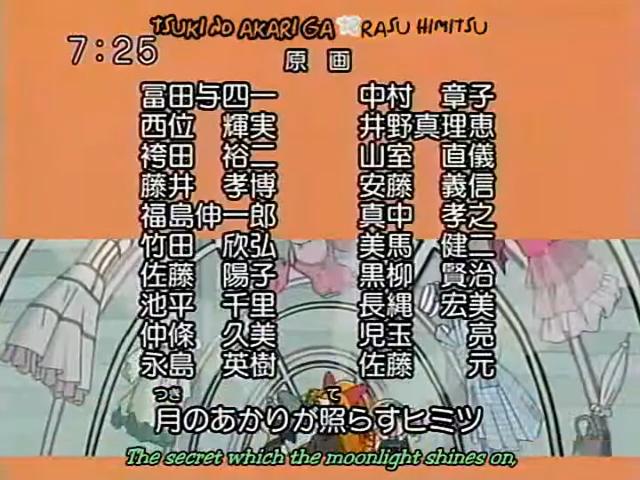 TSUKI NO AKARI GA TERASU HIMITSU
7:25
原画
冨田与四一 中村 章子
西位 輝実 井野真理恵
袴田 裕二 山室 直儀
藤井 孝博 安藤 義信
福島伸一郎 真中 孝之
竹田 欣弘 美馬 健二
佐藤 陽子 黒柳 賢治
池平 千里 長縄 宏美
仲條 久美 児玉 亮
永島 英樹 佐藤 元
つき て
月のあかりが照らすヒミツ
The secret which the moonlight shines on,